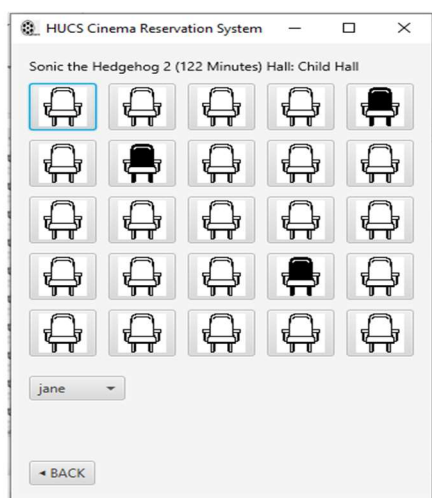 HUCS Cinema Reservation System
Sonic the Hedgehog 2 (122 Minutes) Hall: Child Hall
jane
◂ BACK